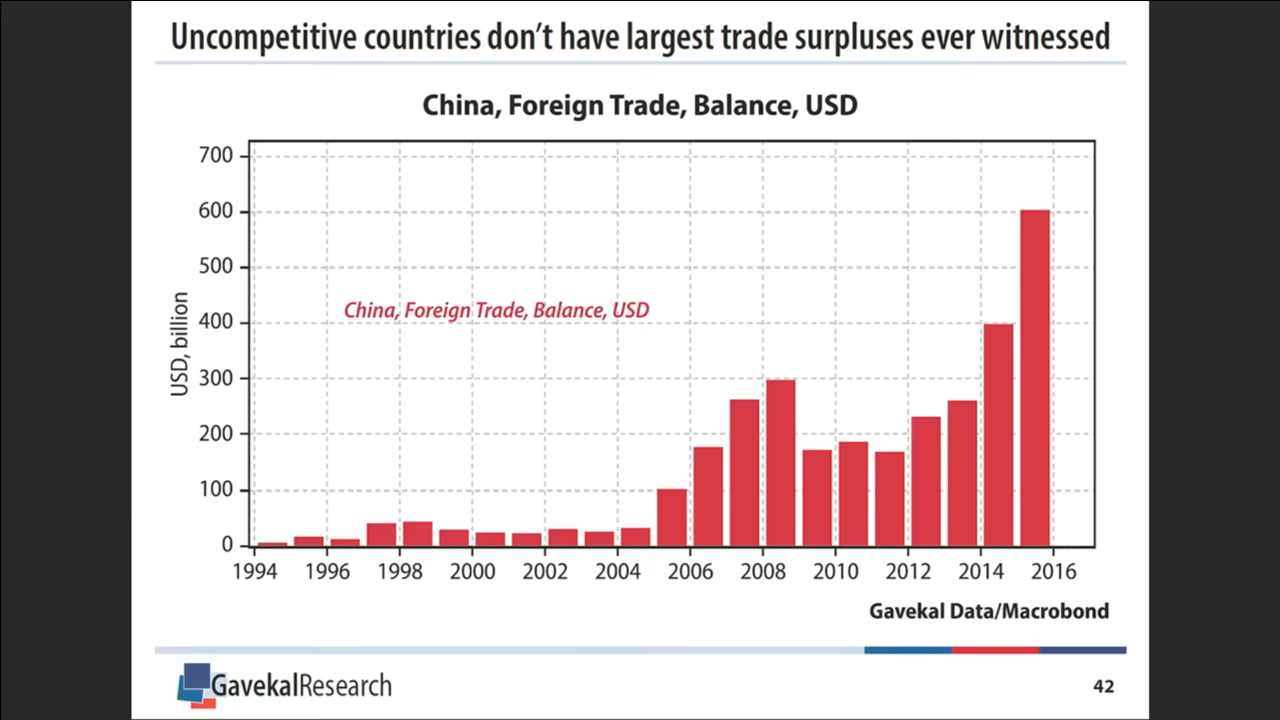 Uncompetitive countries don't have largest trade surpluses ever witnessed
China, Foreign Trade, Balance, USD
700
600
500
400
300
200
100
0
USD, billion
China, Foreign Trade, Balance, USD
1994 1996 1998 2000 2002 2004 2006 2008 2010 2012 2014 2016
Gavekal Data/Macrobond
GavekalResearch
42